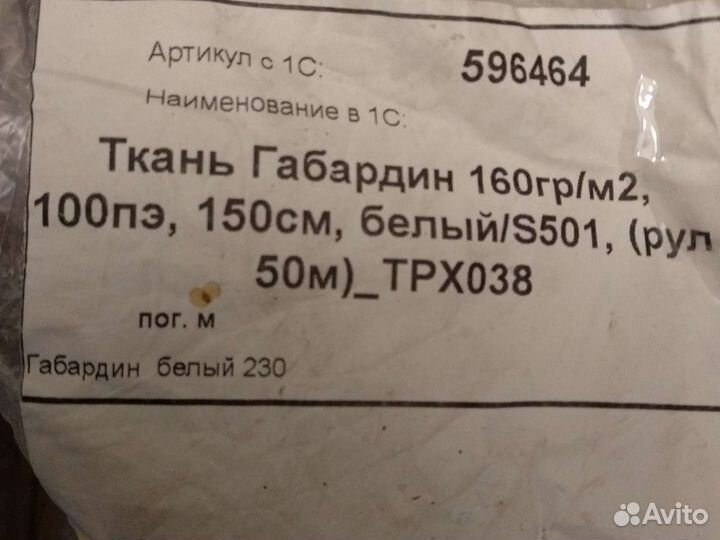 Артикул с 1С: 596464
Наименование в 1С:
Ткань Габардин 160гр/м2,
100пэ, 150см, белый/S501, (рул
50м)_TPX038
пог. м
Габардин белый 230
Avito